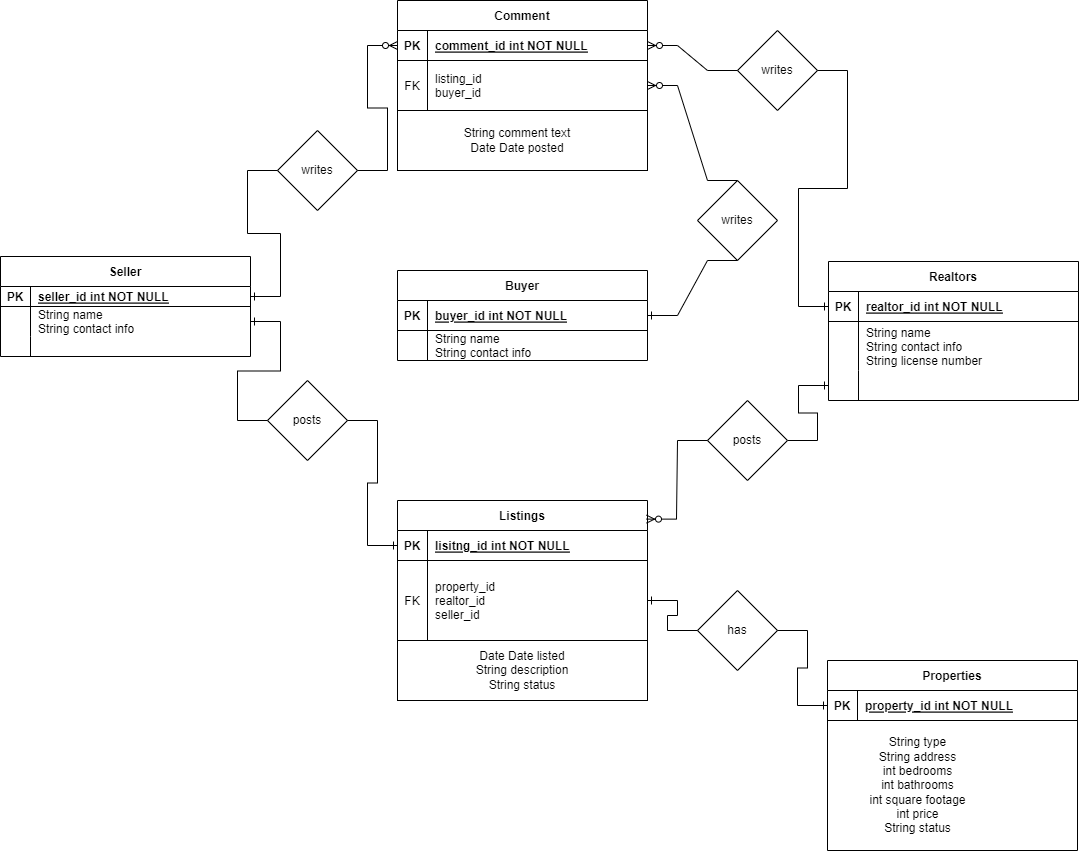 Comment
PK comment_id int NOT NULL
FK listing_id
buyer_id
String comment text
Date Date posted
writes
writes
writes
Seller
PK seller_id int NOT NULL
String name
String contact info
Buyer
PK buyer_id int NOT NULL
String name
String contact info
Realtors
PK realtor_id int NOT NULL
String name
String contact info
String license number
posts
posts
Listings
PK lisitng_id int NOT NULL
FK property_id
realtor_id
seller_id
Date Date listed
String description
String status
has
Properties
PK property_id int NOT NULL
String type
String address
int bedrooms
int bathrooms
int square footage
int price
String status